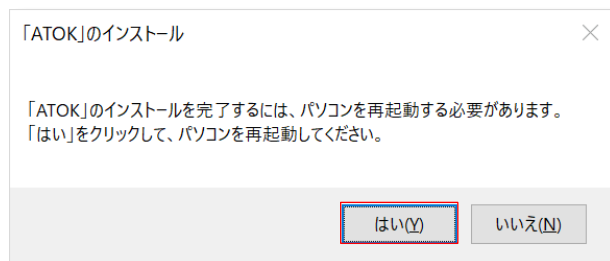 「ATOK」のインストール
「ATOK」のインストールを完了するには、パソコンを再起動する必要があります。
「はい」をクリックして、パソコンを再起動してください。
はい(Y)
いいえ(N)